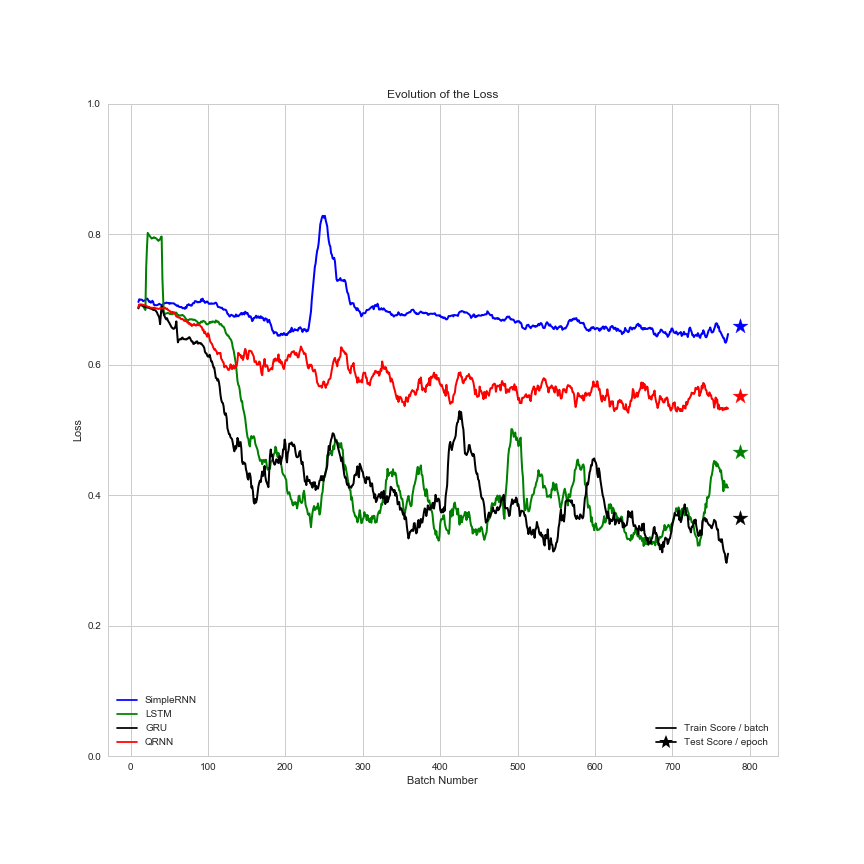 Evolution of the Loss
1.0
0.8
0.6
0.4
0.2
0.0
Loss
0 100 200 300 400 500 600 700 800
Batch Number
SimpleRNN
LSTM
GRU
QRNN
Train Score / batch
Test Score / epoch